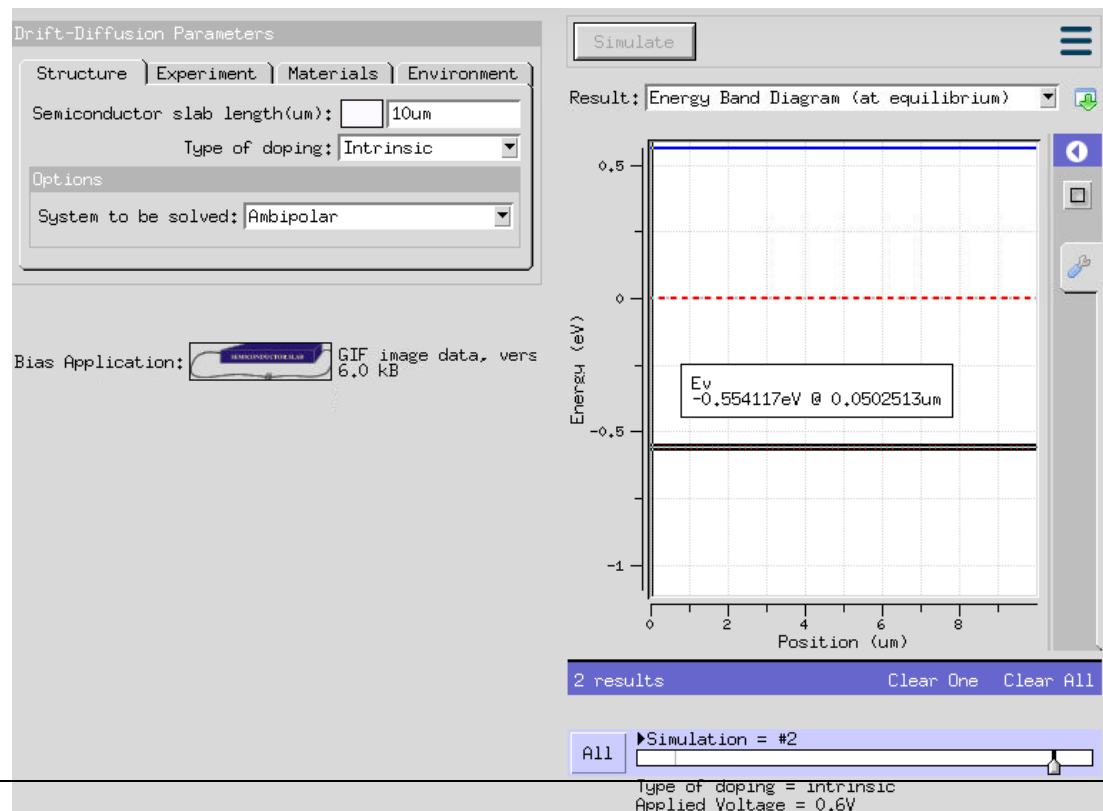 Drift-Diffusion Parameters
Structure Experiment Materials Environment
Semiconductor slab length(um): 10um
Type of doping: Intrinsic
Options
System to be solved: Ambipolar
Bias Application:
SEMICONDUCTOR SLAB
GIF image data, vers
6.0 kB
Simulate
Result: Energy Band Diagram (at equilibrium)
0.5
0
-0.5
-1
Energy (eV)
Ev
-0.554117eV @ 0.0502513um
0 2 4 6 8
Position (um)
2 results Clear One Clear All
All
Simulation = #2
Type of doping = intrinsic
Applied Voltage = 0.6V